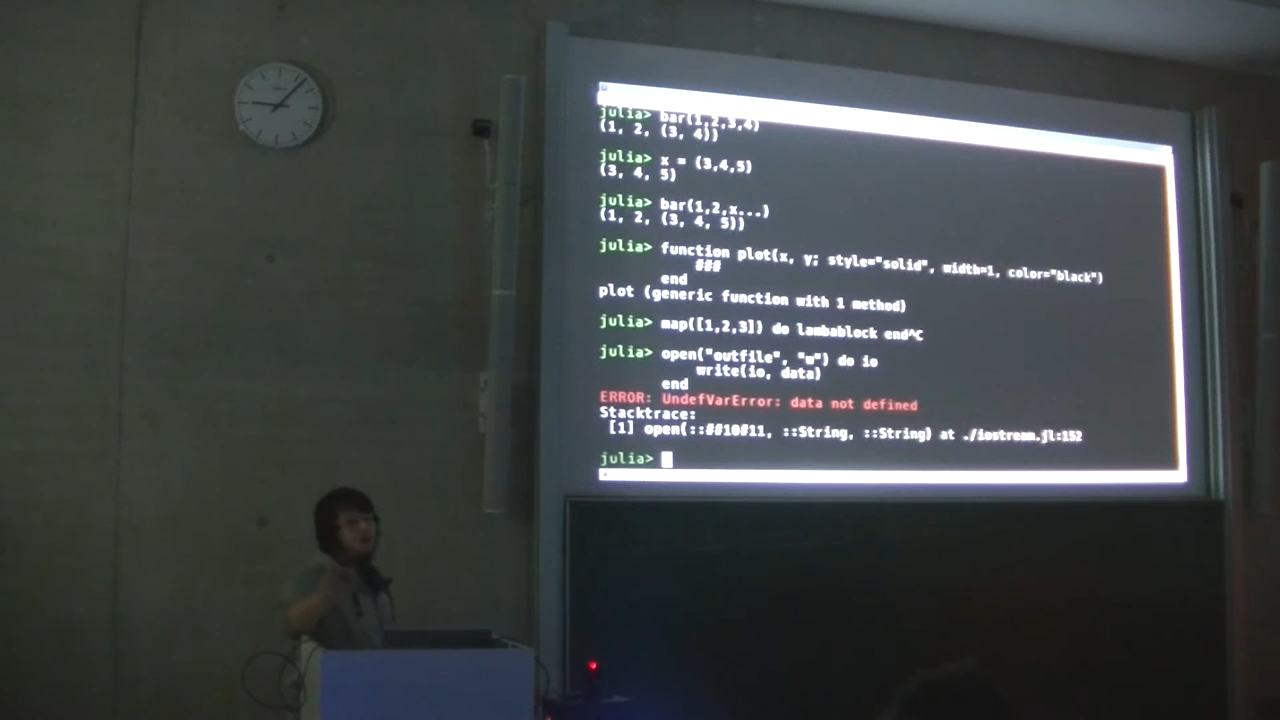 julia> bar(1,2,3,4)
(1, 2, (3, 4))
julia> x = (3,4,5)
(3, 4, 5)
julia> bar(1,2,x...)
(1, 2, (3, 4, 5))
julia> function plot(x, y; style="solid", width=1, color="black")
###
end
plot (generic function with 1 method)
julia> map([1,2,3]) do lambablock end^C
julia> open("outfile", "w") do io
write(io, data)
end
ERROR: UndefVarError: data not defined
Stacktrace:
[1] open(::##10#11, ::String, ::String) at ./iostream.jl:152
julia>